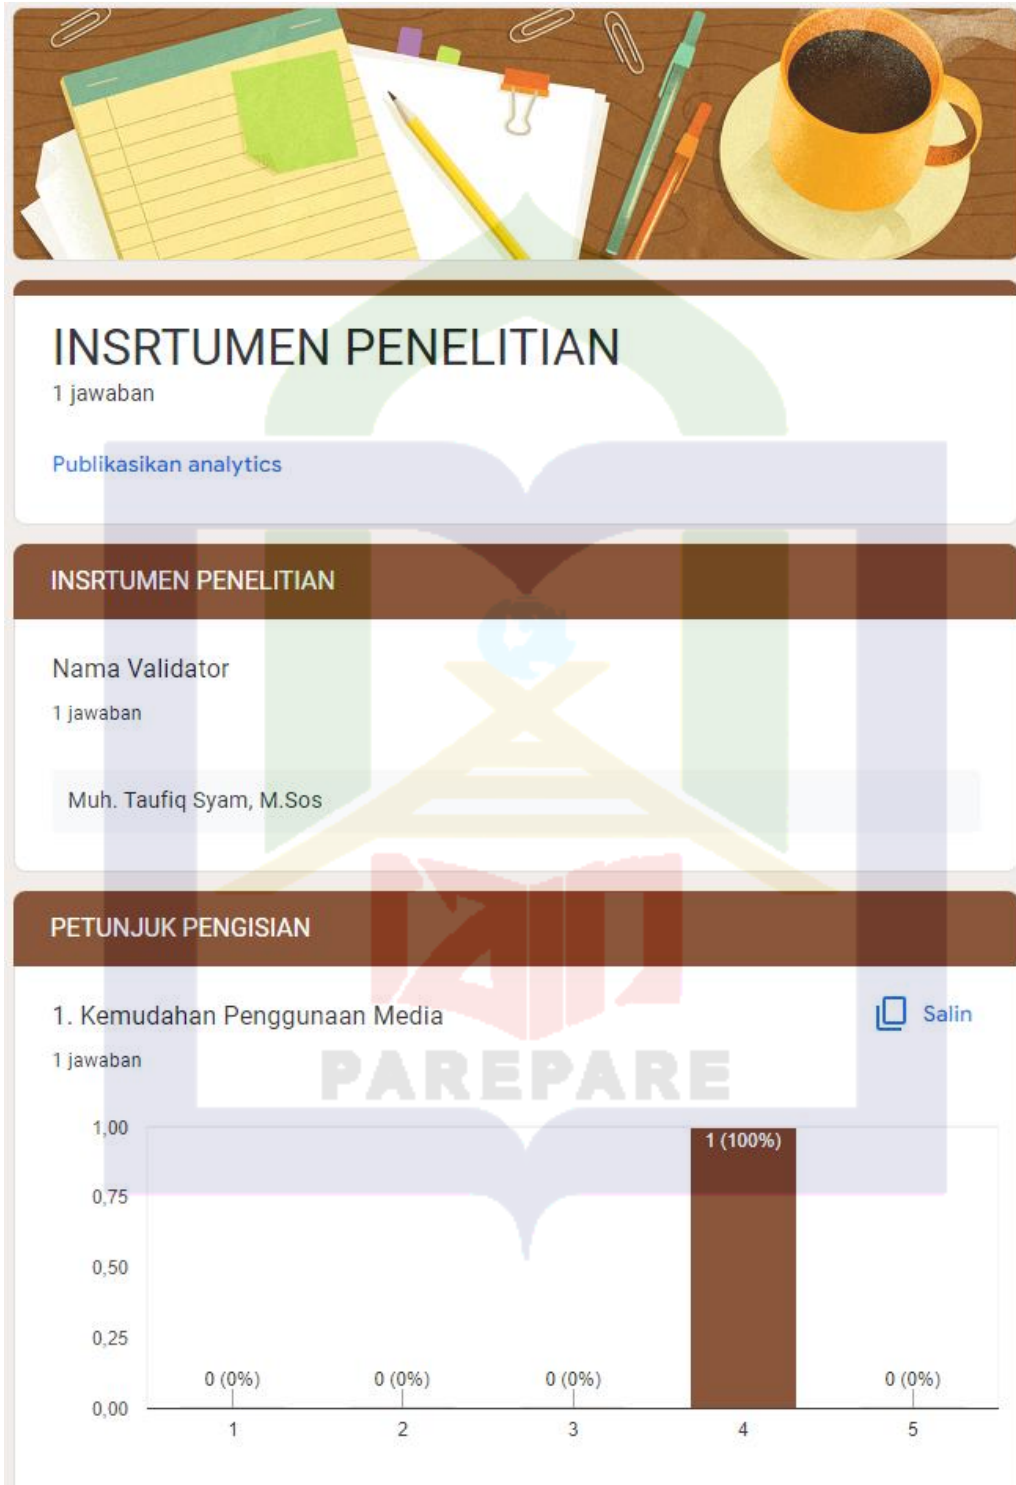 INSRTUMEN PENELITIAN
1 jawaban
Publikasikan analytics
INSRTUMEN PENELITIAN
Nama Validator
1 jawaban
Muh. Taufiq Syam, M.Sos
PETUNJUK PENGISIAN
1. Kemudahan Penggunaan Media
Salin
1 jawaban
PAREPARE
1,00
0,75
0,50
0,25
0,00
0 (0%)
0 (0%)
0 (0%)
1 (100%)
0 (0%)
1
2
3
4
5